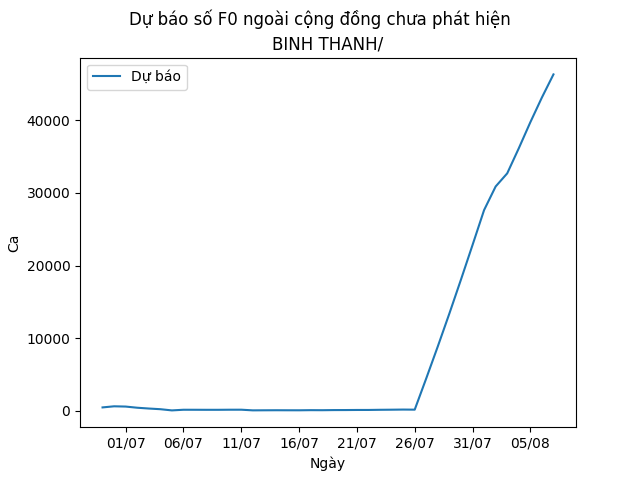 Dự báo số F0 ngoài cộng đồng chưa phát hiện
BINH THANH/
Dự báo
Ca
40000
30000
20000
10000
0
01/07 06/07 11/07 16/07 21/07 26/07 31/07 05/08
Ngày